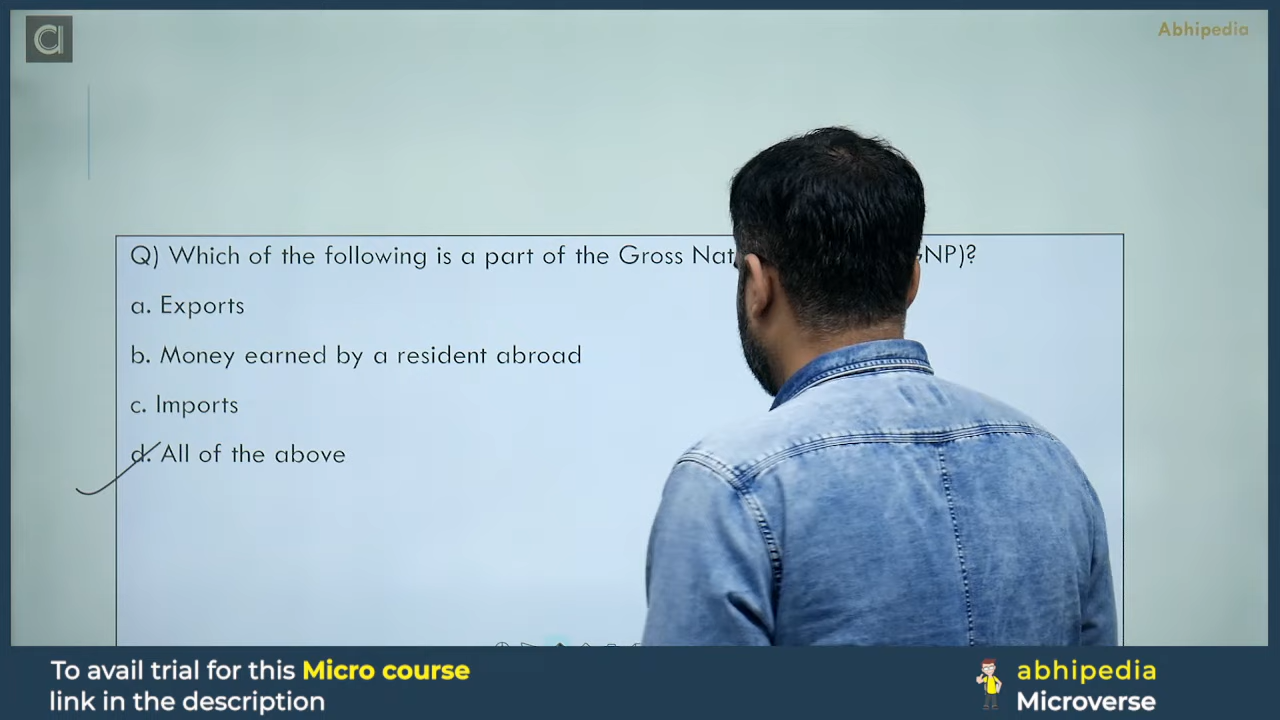 Abhipedia
Q) Which of the following is a part of the Gross Nat NP)?
a. Exports
b. Money earned by a resident abroad
c. Imports
d. All of the above
To avail trial for this Micro course
link in the description
abhipedia
Microverse